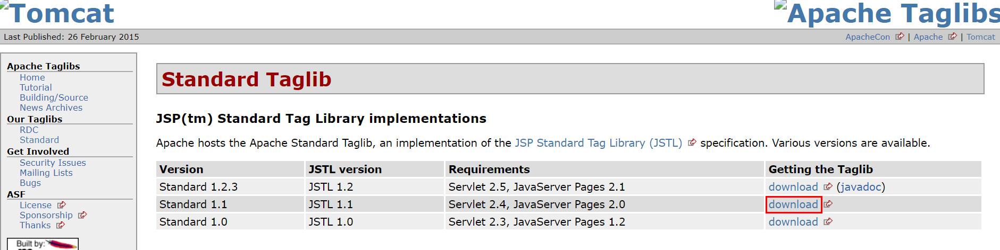 Tomcat
Apache Taglibs
Last Published: 26 February 2015
ApacheCon | Apache | Tomcat
Apache Taglibs
Home
Tutorial
Building/Source
News Archives
Our Taglibs
RDC
Standard
Get Involved
Security Issues
Mailing Lists
Bugs
ASF
License
Sponsorship
Thanks
Built by:
Standard Taglib
JSP(tm) Standard Tag Library implementations
Apache hosts the Apache Standard Taglib, an implementation of the JSP Standard Tag Library (JSTL) specification. Various versions are available.
Version JSTL version Requirements Getting the Taglib
Standard 1.2.3 JSTL 1.2 Servlet 2.5, JavaServer Pages 2.1 download (javadoc)
Standard 1.1 JSTL 1.1 Servlet 2.4, JavaServer Pages 2.0 download
Standard 1.0 JSTL 1.0 Servlet 2.3, JavaServer Pages 1.2 download